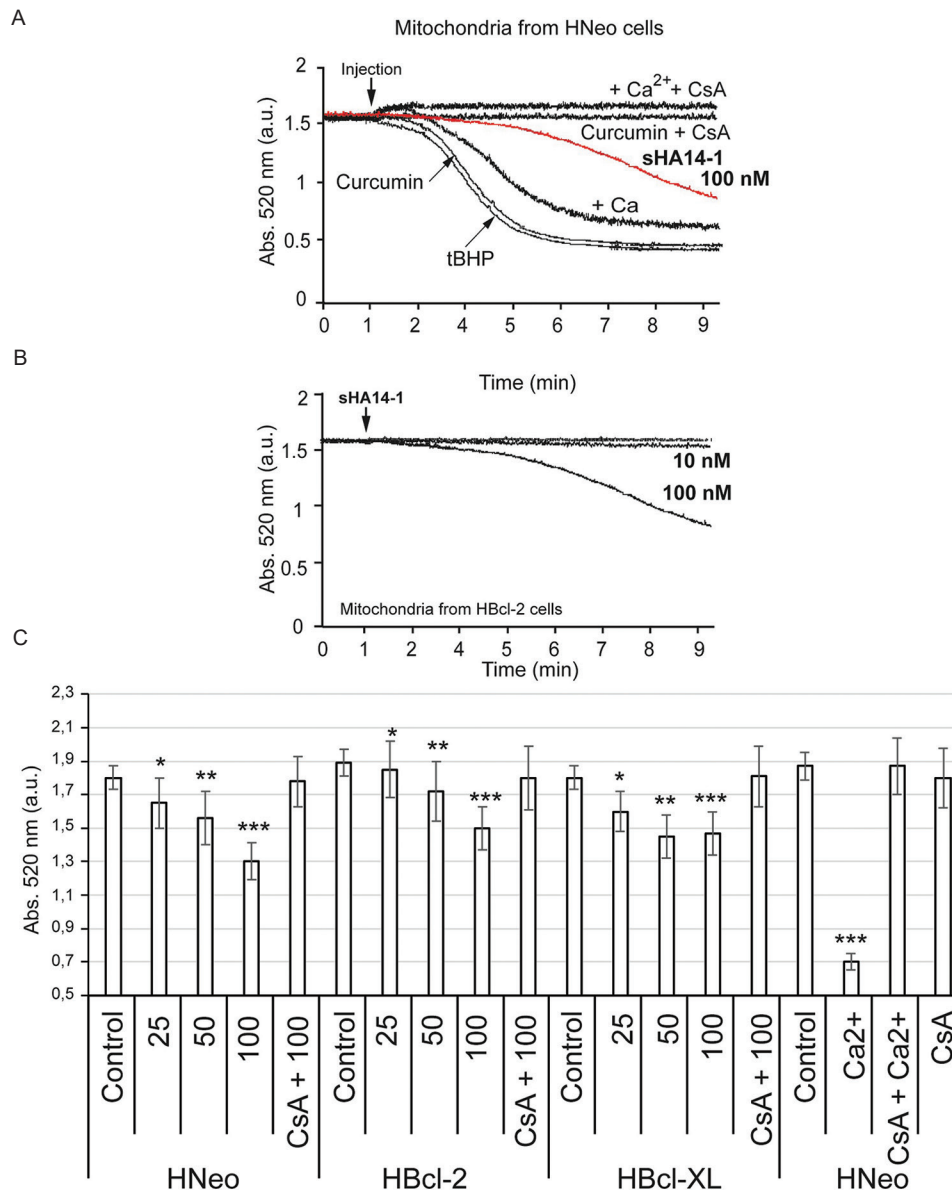 A
Mitochondria from HNeo cells
2
Injection
+ Ca2+ + CsA
1.5
Curcumin + CsA
sHA14-1
100 nM
Abs. 520 nm (a.u.)
1
Curcumin
+ Ca
0.5
tBHP
0
0 1 2 4 5 6 7 8 9
B
Time (min)
2
sHA14-1
1.5
10 nM
100 nM
Abs. 520 nm (a.u.)
1
0.5
Mitochondria from HBcl-2 cells
0
0 1 2 4 5 6 7 8 9
Time (min)
C
2,3
2,1
1,9
1,7
1,5
1,3
1,1
0,9
0,7
0,5
Abs. 520 nm (a.u.)
* ** *** * ** *** * ** *** ***
Control 25 50 100 CsA + 100 Control 25 50 100 CsA + 100 Control 25 50 100 CsA + 100 Control Ca2+ CsA + Ca2+ CsA
HNeo HBcl-2 HBcl-XL HNeo